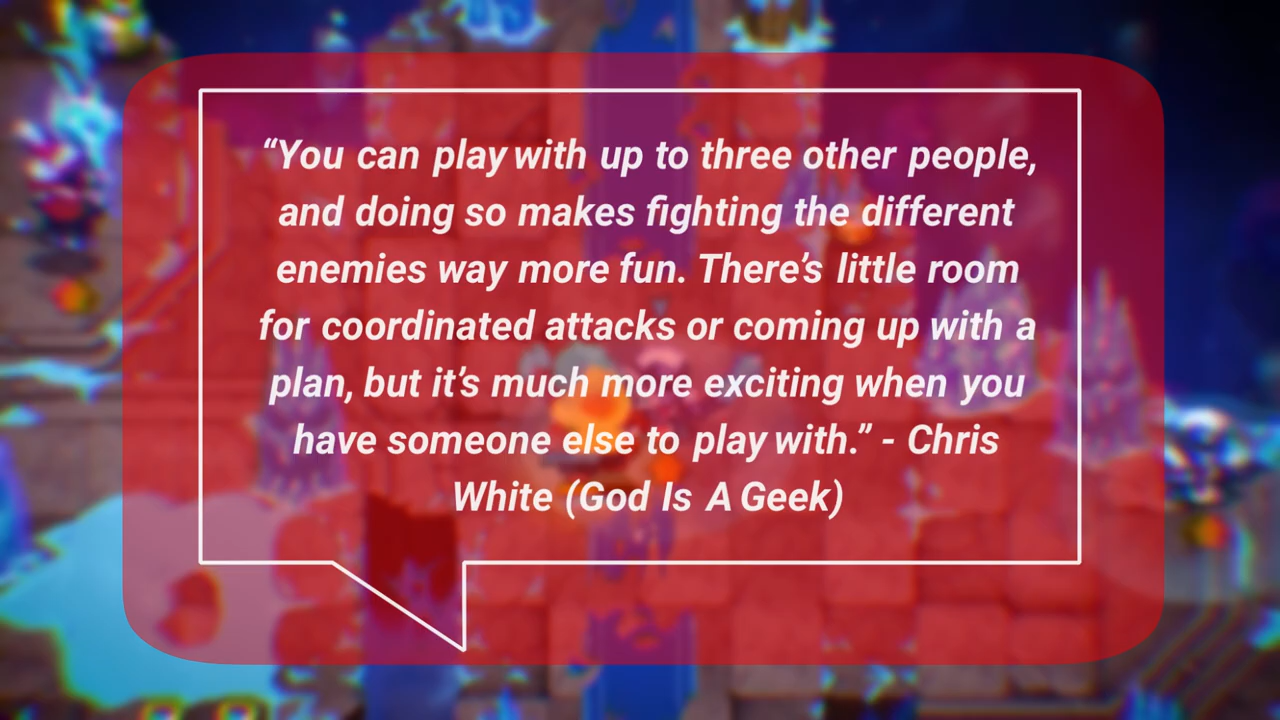 “You can play with up to three other people,
and doing so makes fighting the different
enemies way more fun. There’s little room
for coordinated attacks or coming up with a
plan, but it’s much more exciting when you
have someone else to play with.” - Chris
White (God Is A Geek)